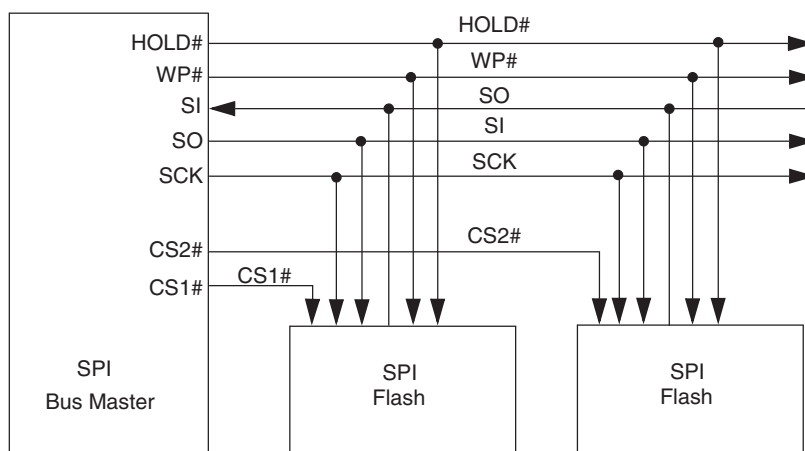 HOLD#
HOLD#
WP#
WP#
SI
SO
SO
SI
SCK
SCK
CS2#
CS2#
CS1#
CS1#
SPI
Bus Master
SPI
Flash
SPI
Flash